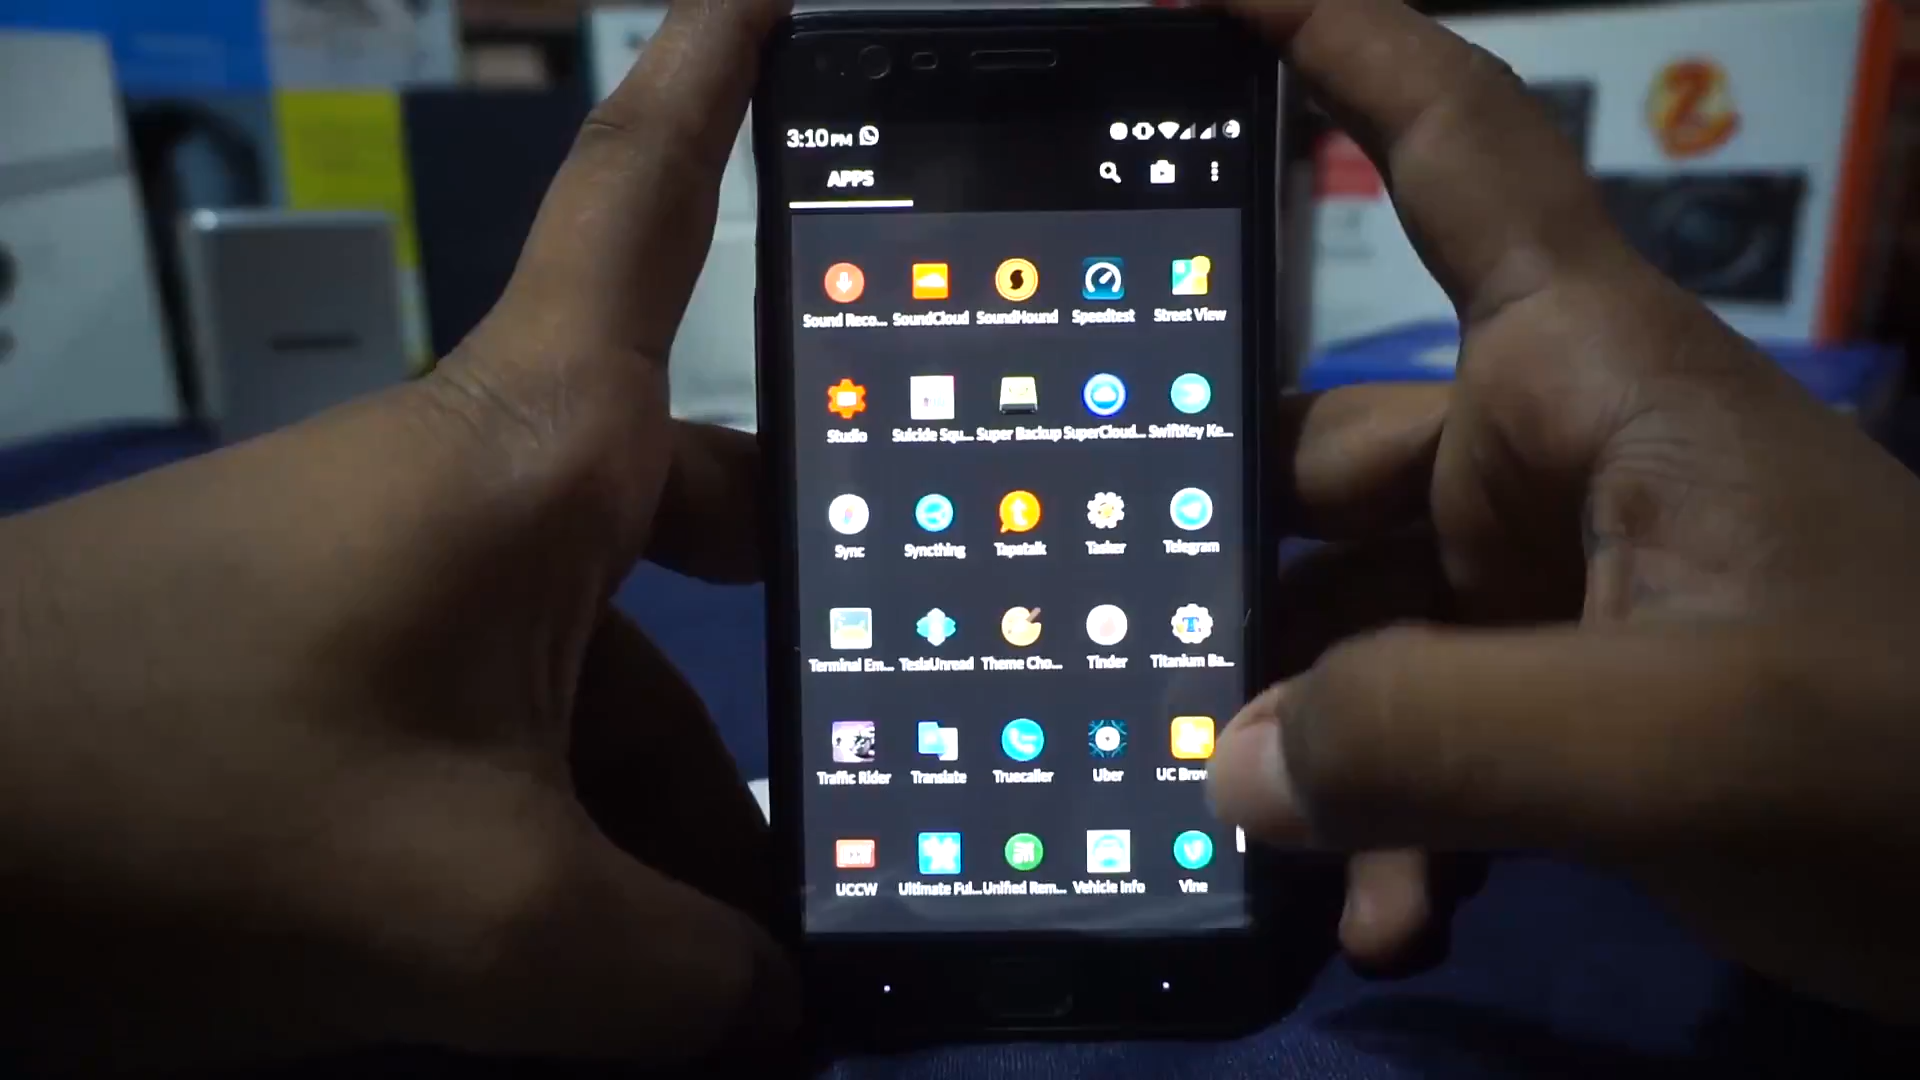 3:10 PM
APPS
Sound Reco... SoundCloud SoundHound Speedtest Street View
Studio Suicide Squ... Super Backup SuperCloud... SwiftKey Ke...
Sync Syncthing Tapatalk Tasker Telegram
Terminal Em... TeslaUnread Theme Cho... Tinder Titanium Ba...
Traffic Rider Translate Truecaller Uber UC Brow
UCCW Ultimate Ful... Unified Rem... Vehicle Info Vine